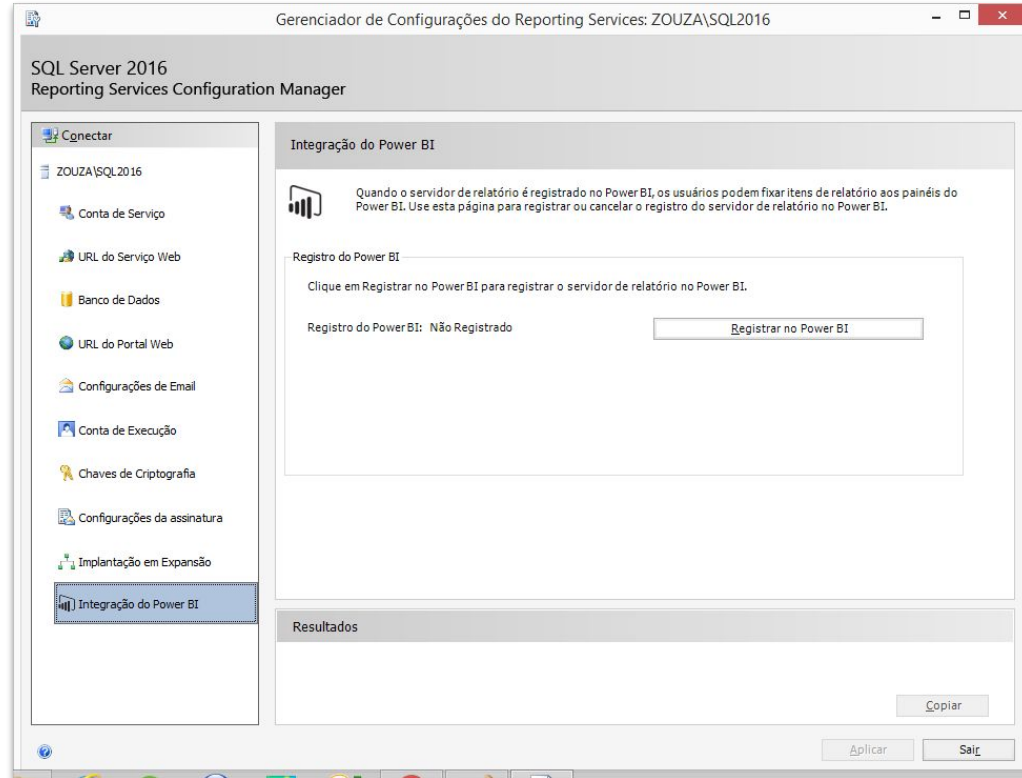 Gerenciador de Configurações do Reporting Services: ZOUZA\SQL2016
SQL Server 2016
Reporting Services Configuration Manager
Conectar
ZOUZA\SQL2016
Conta de Serviço
URL do Serviço Web
Banco de Dados
URL do Portal Web
Configurações de Email
Conta de Execução
Chaves de Criptografia
Configurações da assinatura
Implantação em Expansão
Integração do Power BI
Integração do Power BI
Quando o servidor de relatório é registrado no Power BI, os usuários podem fixar itens de relatório aos painéis do
Power BI. Use esta página para registrar ou cancelar o registro do servidor de relatório no Power BI.
Registro do Power BI
Clique em Registrar no Power BI para registrar o servidor de relatório no Power BI.
Registro do Power BI: Não Registrado
Registrar no Power BI
Resultados
Copiar
Aplicar
Sair